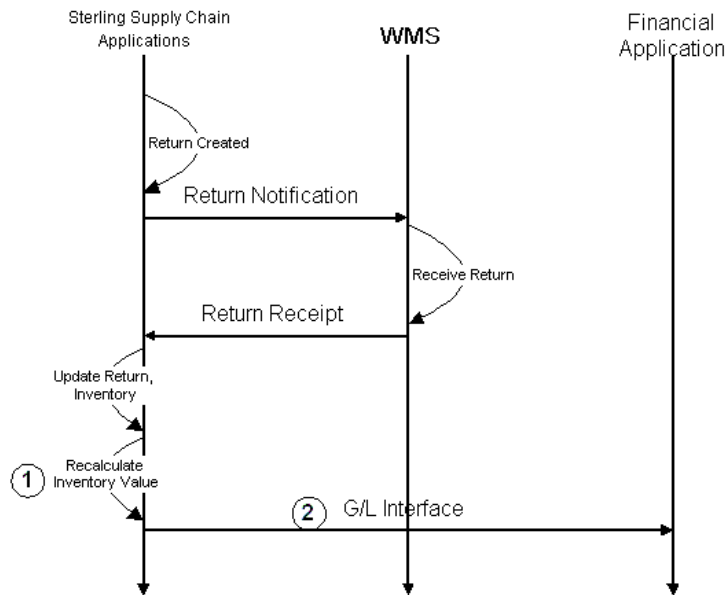 Sterling Supply Chain
Applications
WMS
Financial
Application
Return Created
Return Notification
Receive Return
Return Receipt
Update Return,
Inventory
1
Recalculate
Inventory Value
2
G/L Interface